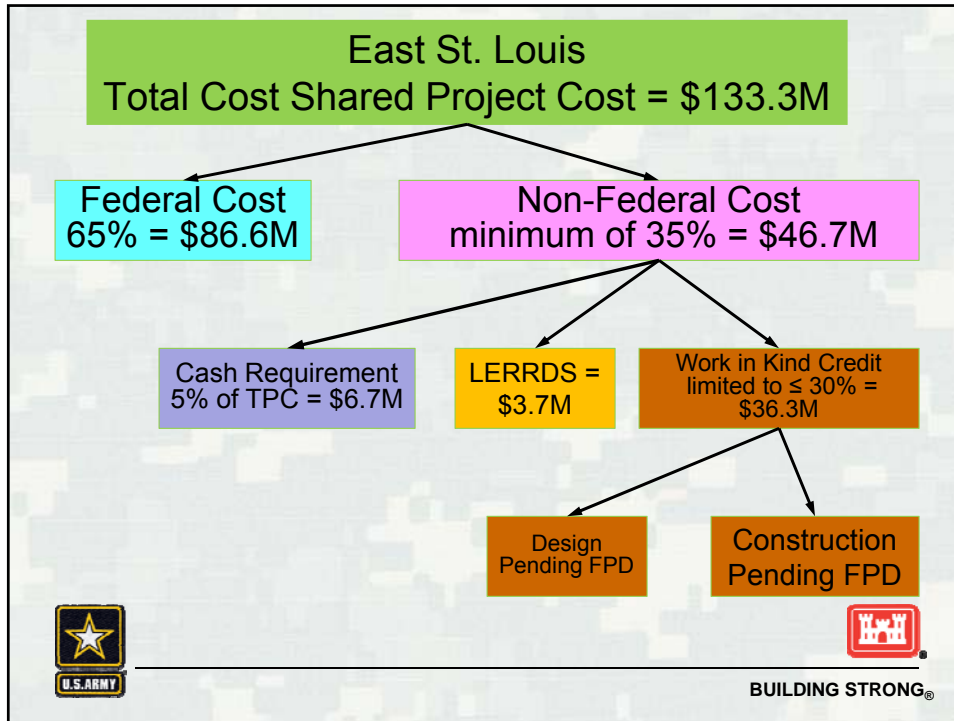 East St. Louis
Total Cost Shared Project Cost = $133.3M
Federal Cost
65% = $86.6M
Non-Federal Cost
minimum of 35% = $46.7M
Cash Requirement
5% of TPC = $6.7M
LERRDS =
$3.7M
Work in Kind Credit
limited to ≤ 30% =
$36.3M
Design
Pending FPD
Construction
Pending FPD
U.S.ARMY
BUILDING STRONG®